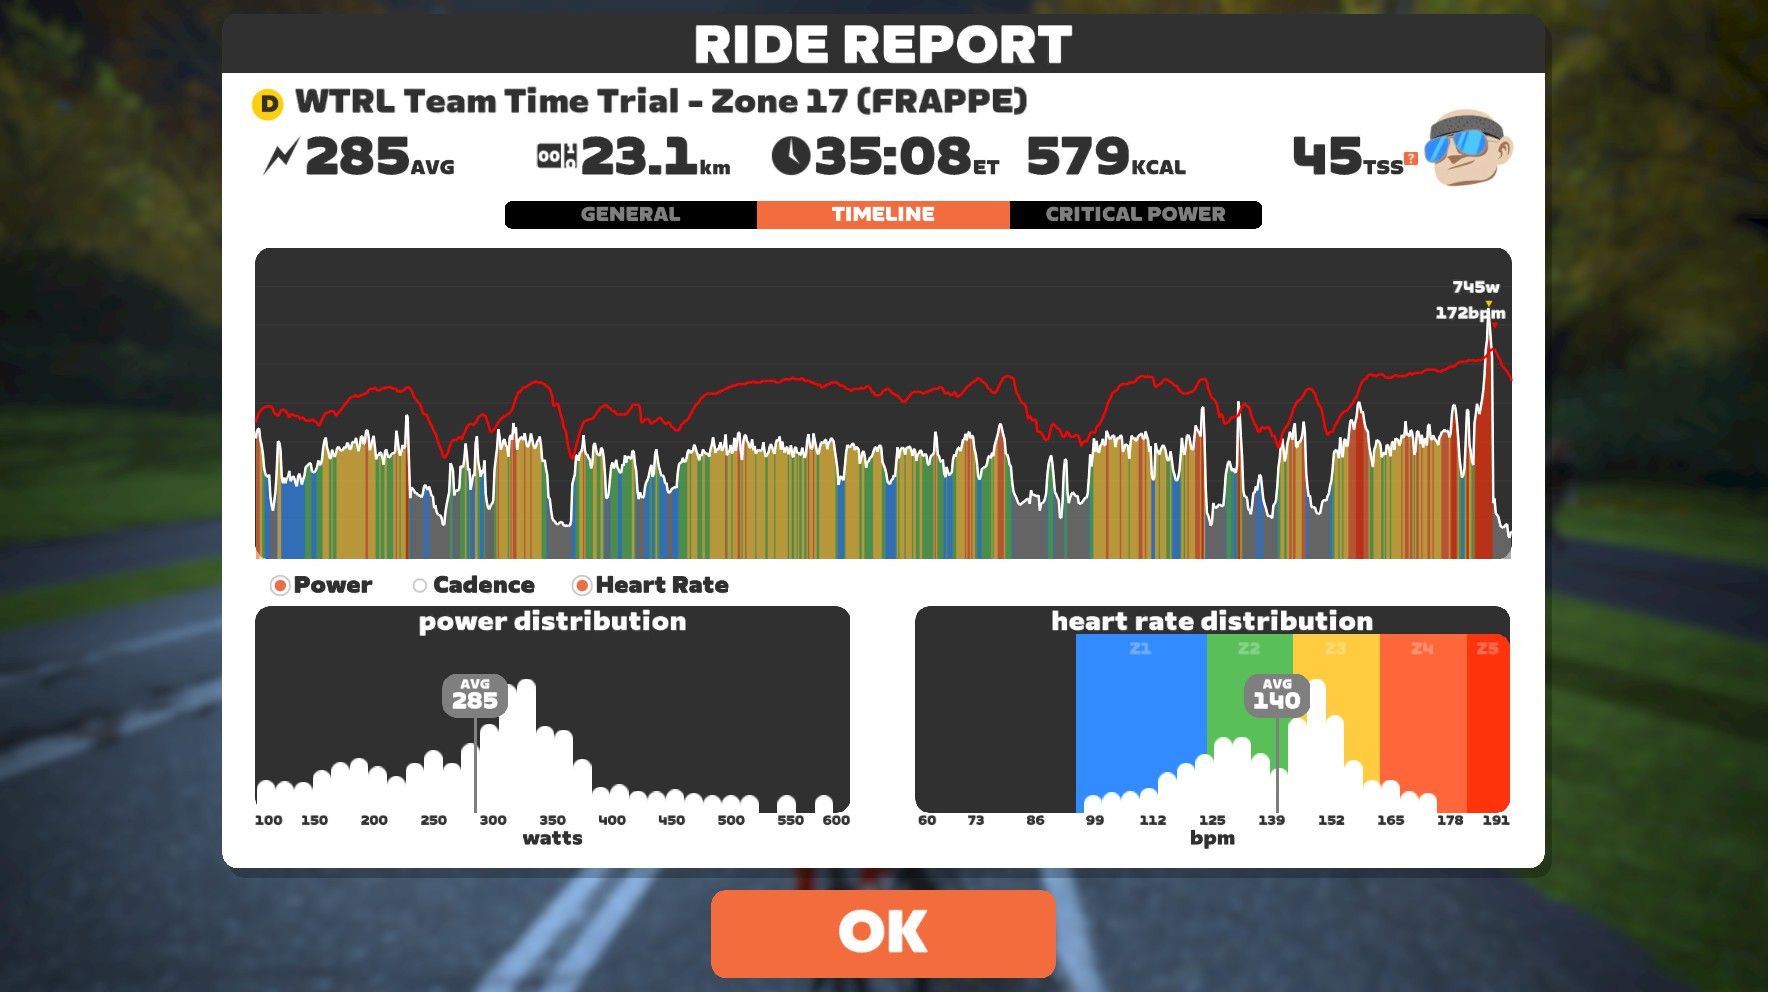 RIDE REPORT
D WTRL Team Time Trial - Zone 17 (FRAPPE)
285AVG 23.1km 35:08ET 579KCAL 45TSS?
GENERAL TIMELINE CRITICAL POWER
745w
172bpm
Power Cadence Heart Rate
power distribution
AVG
285
100 150 200 250 300 350 400 450 500 550 600
watts
heart rate distribution
Z1 Z2 Z3 Z4 Z5
AVG
140
60 73 86 99 112 125 139 152 165 178 191
bpm
OK